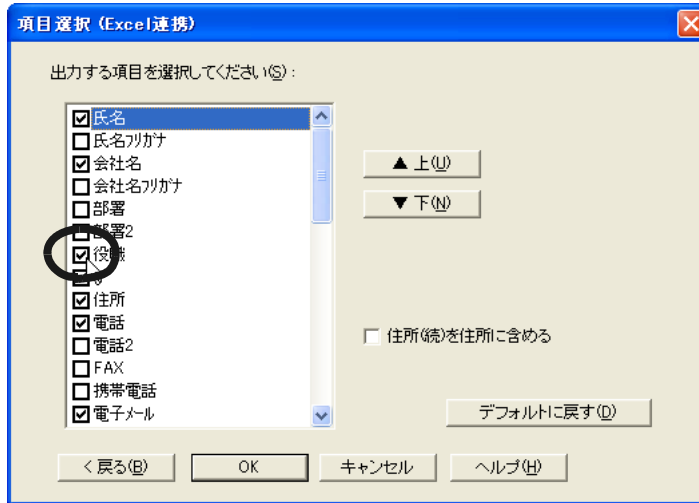 項目選択 (Excel連携)
出力する項目を選択してください(S):
氏名
氏名フリガナ
会社名
会社名フリガナ
部署
部署2
役職
住所
電話
電話2
FAX
携帯電話
電子メール
▲ 上(U)
▼ 下(N)
住所(続)を住所に含める
デフォルトに戻す(D)
< 戻る(B)
OK
キャンセル
ヘルプ(H)